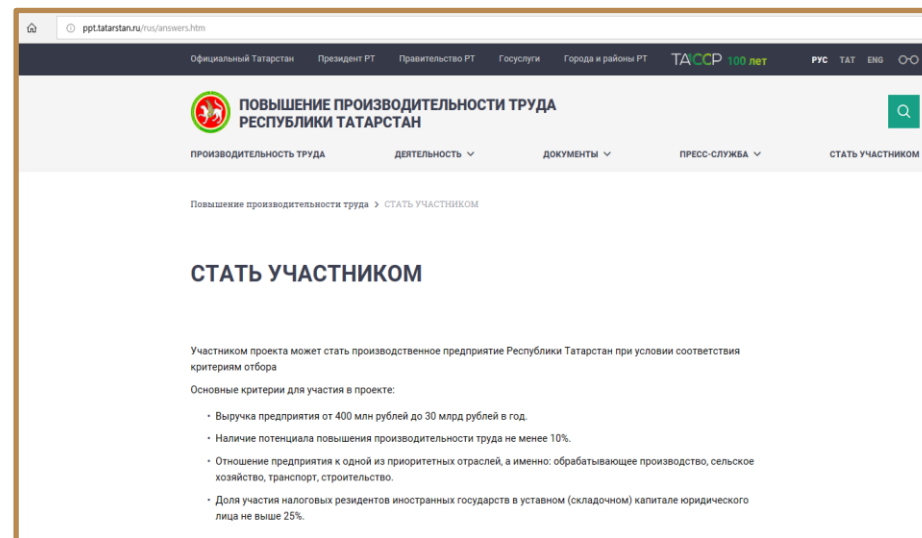 ppt.tatarstan.ru/rus/answers.htm
Официальный Татарстан Президент РТ Правительство РТ Госуслуги Города и районы РТ ТАССР 100 лет РУС ТАТ ENG
ПОВЫШЕНИЕ ПРОИЗВОДИТЕЛЬНОСТИ ТРУДА
РЕСПУБЛИКИ ТАТАРСТАН
ПРОИЗВОДИТЕЛЬНОСТЬ ТРУДА ДЕЯТЕЛЬНОСТЬ ДОКУМЕНТЫ ПРЕСС-СЛУЖБА СТАТЬ УЧАСТНИКОМ
Повышение производительности труда > СТАТЬ УЧАСТНИКОМ
СТАТЬ УЧАСТНИКОМ
Участником проекта может стать производственное предприятие Республики Татарстан при условии соответствия
критериям отбора
Основные критерии для участия в проекте:
• Выручка предприятия от 400 млн рублей до 30 млрд рублей в год.
• Наличие потенциала повышения производительности труда не менее 10%.
• Отношение предприятия к одной из приоритетных отраслей, а именно: обрабатывающее производство, сельское
хозяйство, транспорт, строительство.
• Доля участия налоговых резидентов иностранных государств в уставном (складочном) капитале юридического
лица не выше 25%.